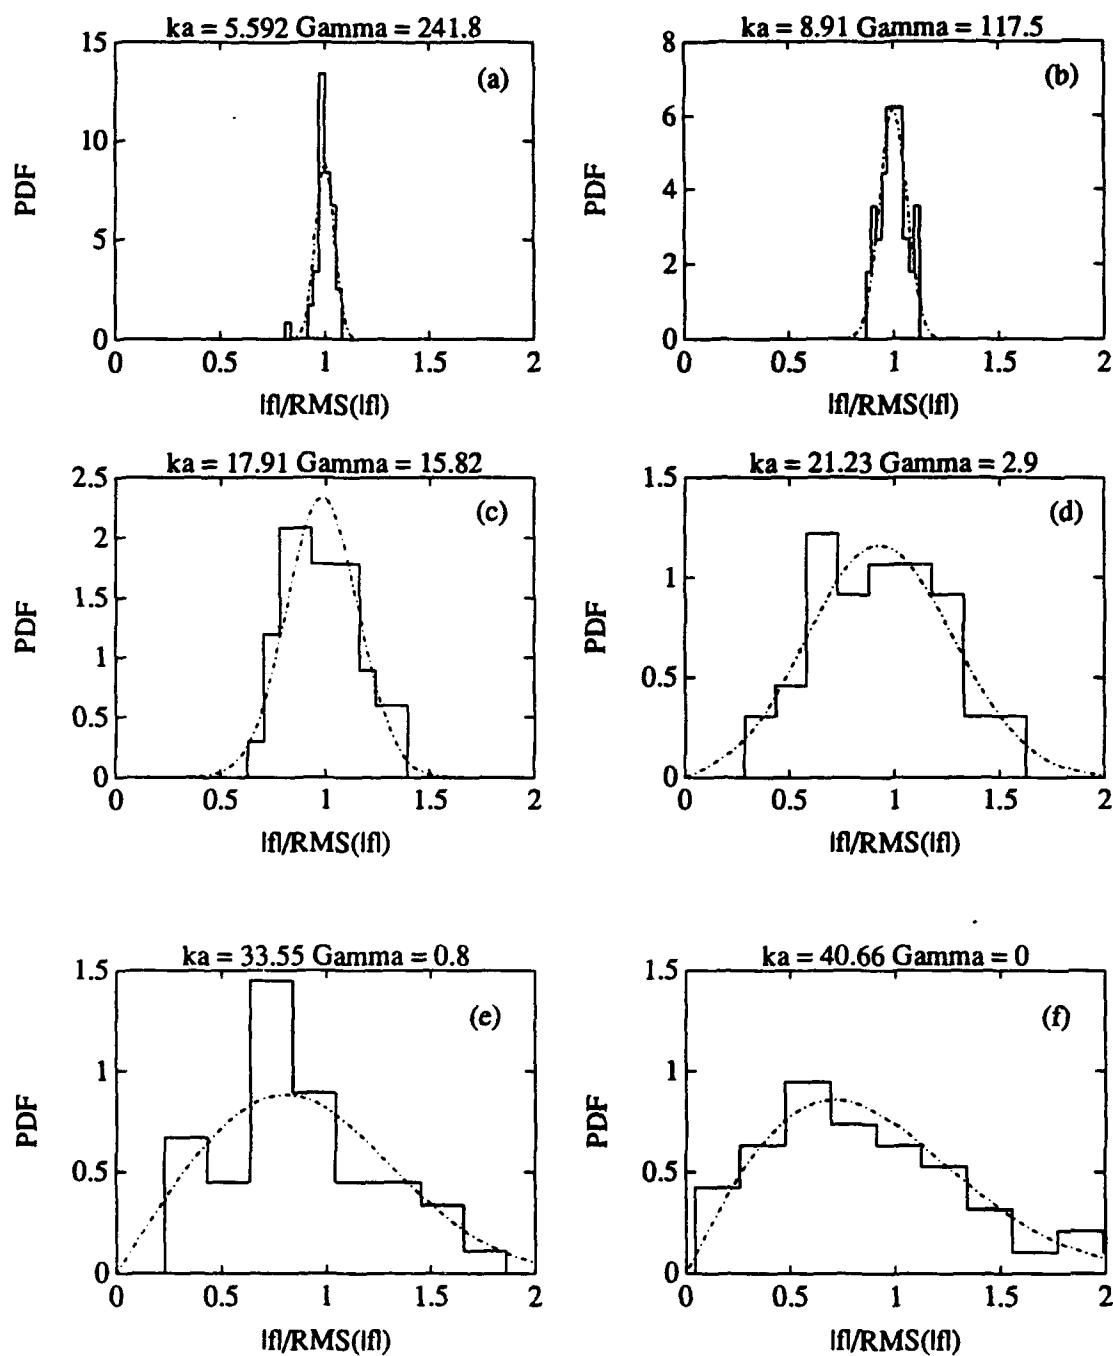 ka = 5.592 Gamma = 241.8
15
10
5
0
PDF
(a)
0 0.5 1 1.5 2
|f|/RMS(|f|)
ka = 8.91 Gamma = 117.5
8
6
4
2
0
PDF
(b)
0 0.5 1 1.5 2
|f|/RMS(|f|)
ka = 17.91 Gamma = 15.82
2.5
2
1.5
1
0.5
0
PDF
(c)
0 0.5 1 1.5 2
|f|/RMS(|f|)
ka = 21.23 Gamma = 2.9
1.5
1
0.5
0
PDF
(d)
0 0.5 1 1.5 2
|f|/RMS(|f|)
ka = 33.55 Gamma = 0.8
1.5
1
0.5
0
PDF
(e)
0 0.5 1 1.5 2
|f|/RMS(|f|)
ka = 40.66 Gamma = 0
1.5
1
0.5
0
PDF
(f)
0 0.5 1 1.5 2
|f|/RMS(|f|)